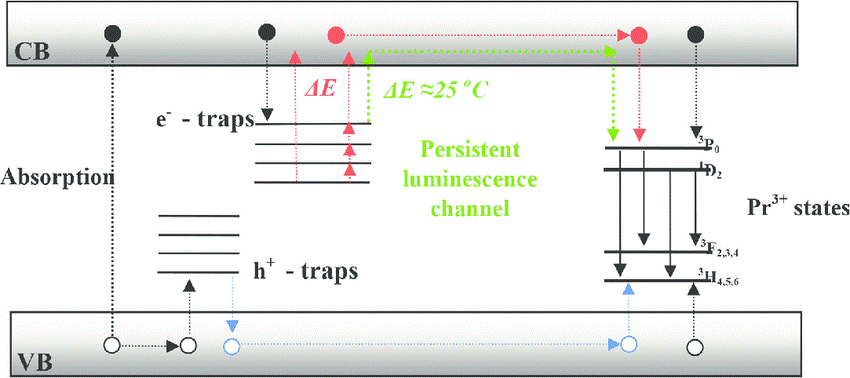 CB
ΔE
ΔE ≈25 °C
e⁻ - traps
Persistent
luminescence
channel
Absorption
h⁺ - traps
³P₀
¹D₂
Pr³⁺ states
³F₂,₃,₄
³H₄,₅,₆
VB